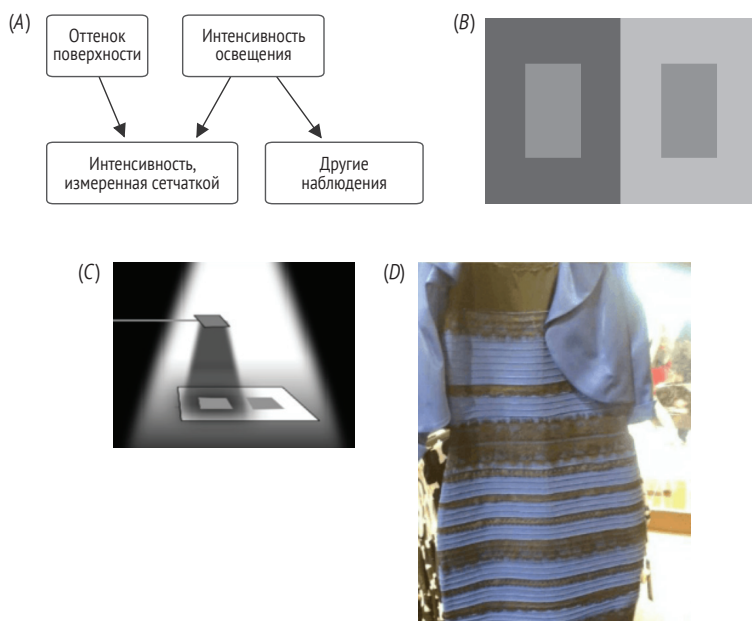 (A)
Оттенок
поверхности
Интенсивность
освещения
Интенсивность,
измеренная сетчаткой
Другие
наблюдения
(B)
(C)
(D)